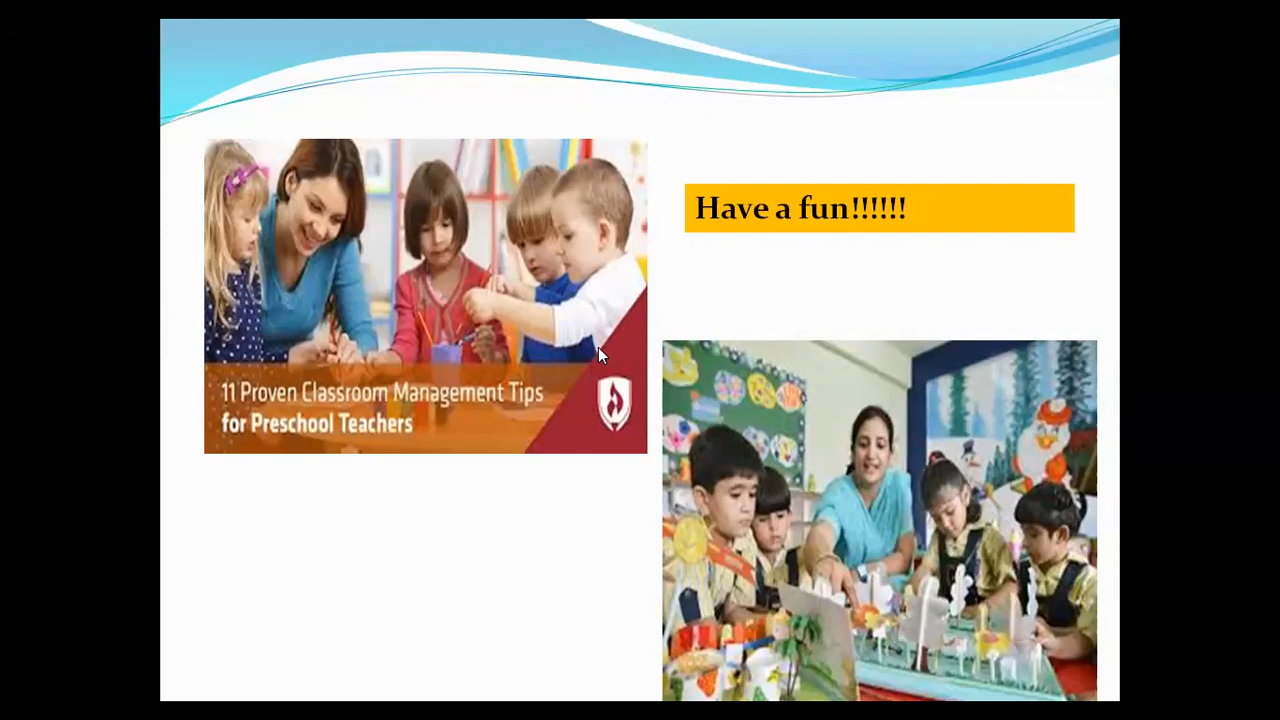 Have a fun!!!!!!
11 Proven Classroom Management Tips
for Preschool Teachers